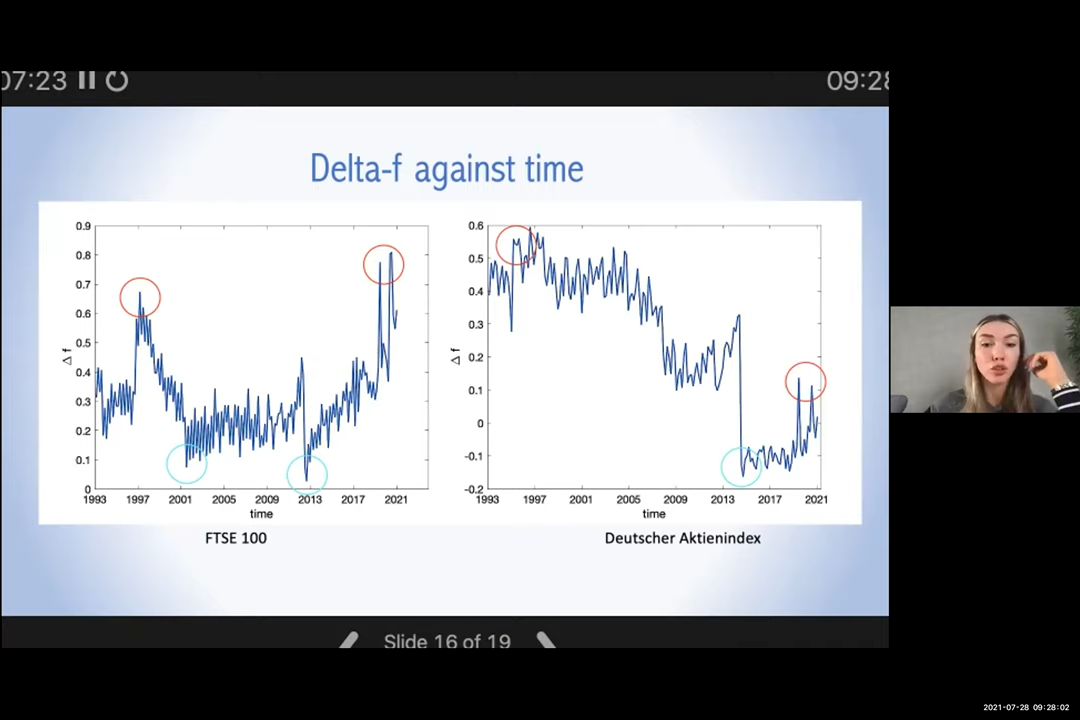 07:23
09:28
Delta-f against time
0.9
0.8
0.7
0.6
0.5
0.4
0.3
0.2
0.1
0
Δ f
1993 1997 2001 2005 2009 2013 2017 2021
time
FTSE 100
0.6
0.5
0.4
0.3
0.2
0.1
0
-0.1
-0.2
Δ f
1993 1997 2001 2005 2009 2013 2017 2021
time
Deutscher Aktienindex
Slide 16 of 19
2021-07-28 09:28:02